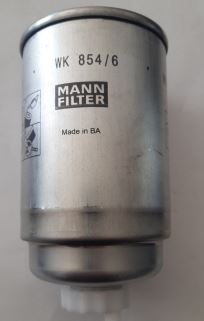 WK 854/6
MANN
FILTER
Made in BA